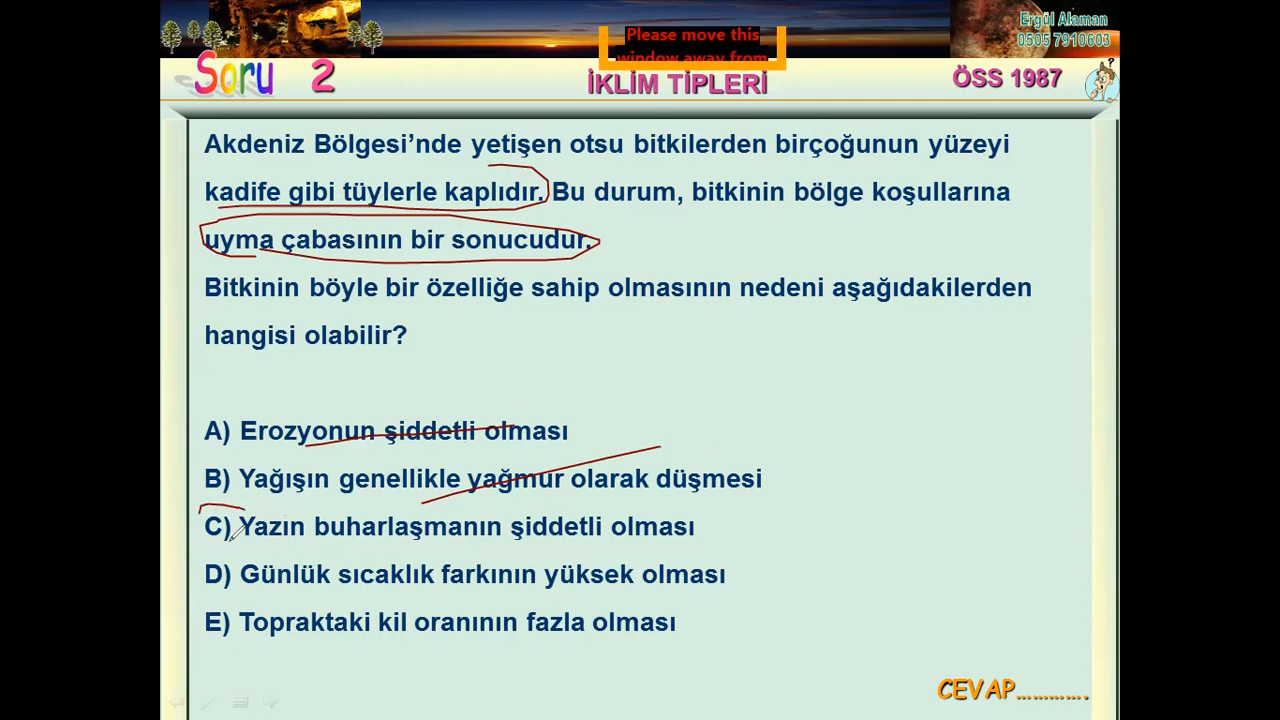 Please move this
window away from
Ergül Alaman
0505 7910603
Soru 2
İKLİM TİPLERİ
ÖSS 1987
Akdeniz Bölgesi’nde yetişen otsu bitkilerden birçoğunun yüzeyi
kadife gibi tüylerle kaplıdır. Bu durum, bitkinin bölge koşullarına
uyma çabasının bir sonucudur.
Bitkinin böyle bir özelliğe sahip olmasının nedeni aşağıdakilerden
hangisi olabilir?
A) Erozyonun şiddetli olması
B) Yağışın genellikle yağmur olarak düşmesi
C) Yazın buharlaşmanın şiddetli olması
D) Günlük sıcaklık farkının yüksek olması
E) Topraktaki kil oranının fazla olması
CEVAP............